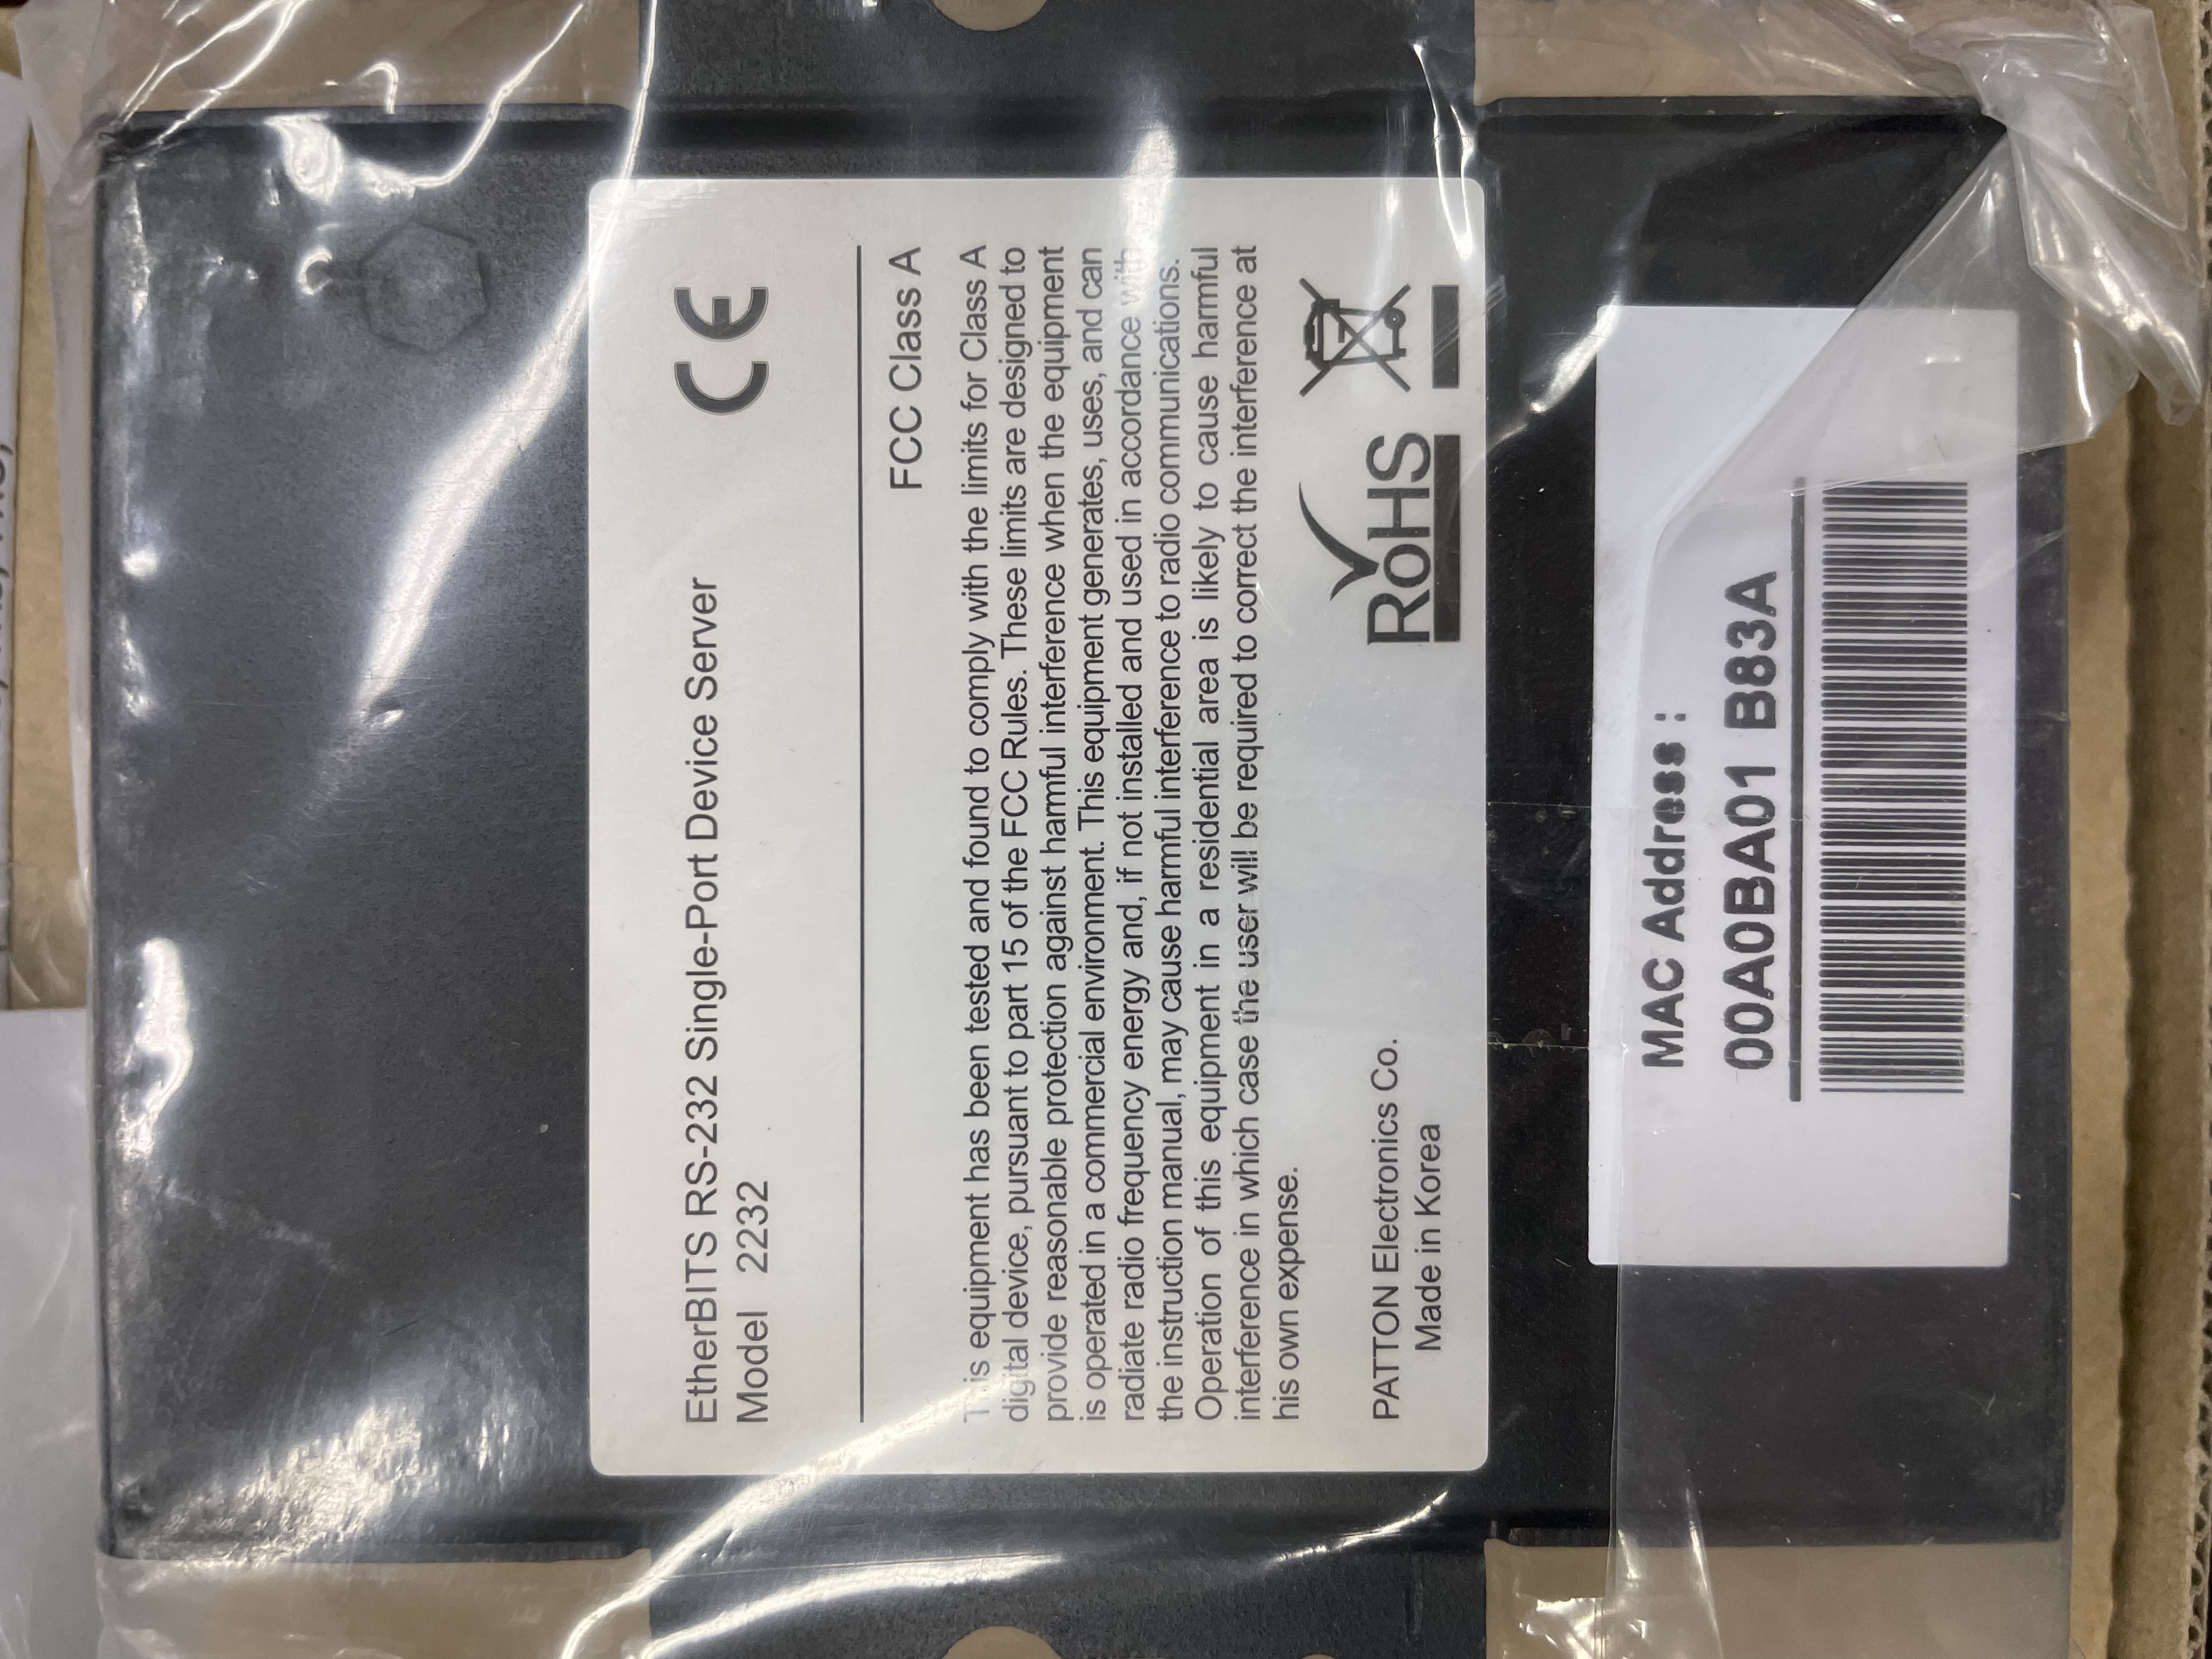 EtherBITS RS-232 Single-Port Device Server
Model 2232
CE
FCC Class A
This equipment has been tested and found to comply with the limits for Class A
digital device, pursuant to part 15 of the FCC Rules. These limits are designed to
provide reasonable protection against harmful interference when the equipment
is operated in a commercial environment. This equipment generates, uses, and can
radiate radio frequency energy and, if not installed and used in accordance with
the instruction manual, may cause harmful interference to radio communications.
Operation of this equipment in a residential area is likely to cause harmful
interference in which case the user will be required to correct the interference at
his own expense.
PATTON Electronics Co.
Made in Korea
RoHS
MAC Address :
00A0BA01 B83A